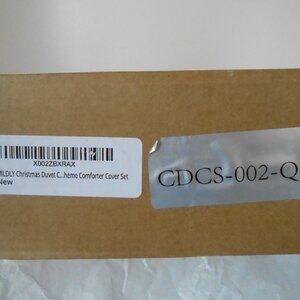 X002ZBXRAX
MILDLY Christmas Duvet C...heme Comforter Cover Set
New
CDCS-002-Q